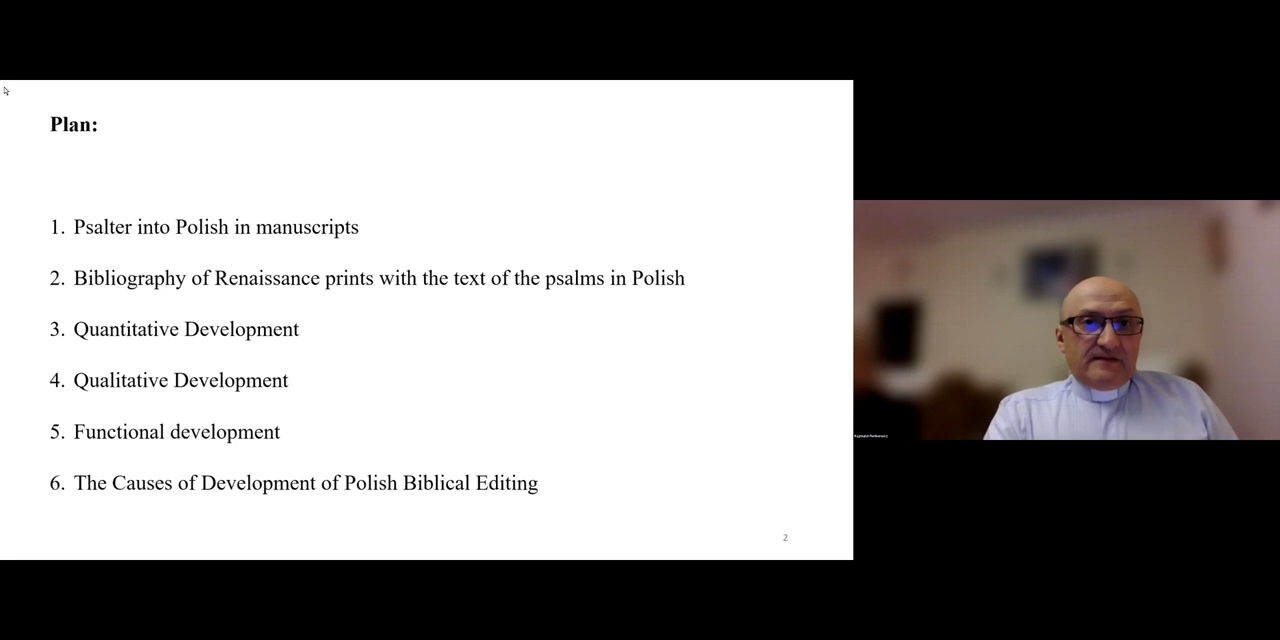 Plan:
1. Psalter into Polish in manuscripts
2. Bibliography of Renaissance prints with the text of the psalms in Polish
3. Quantitative Development
4. Qualitative Development
5. Functional development
6. The Causes of Development of Polish Biblical Editing
2